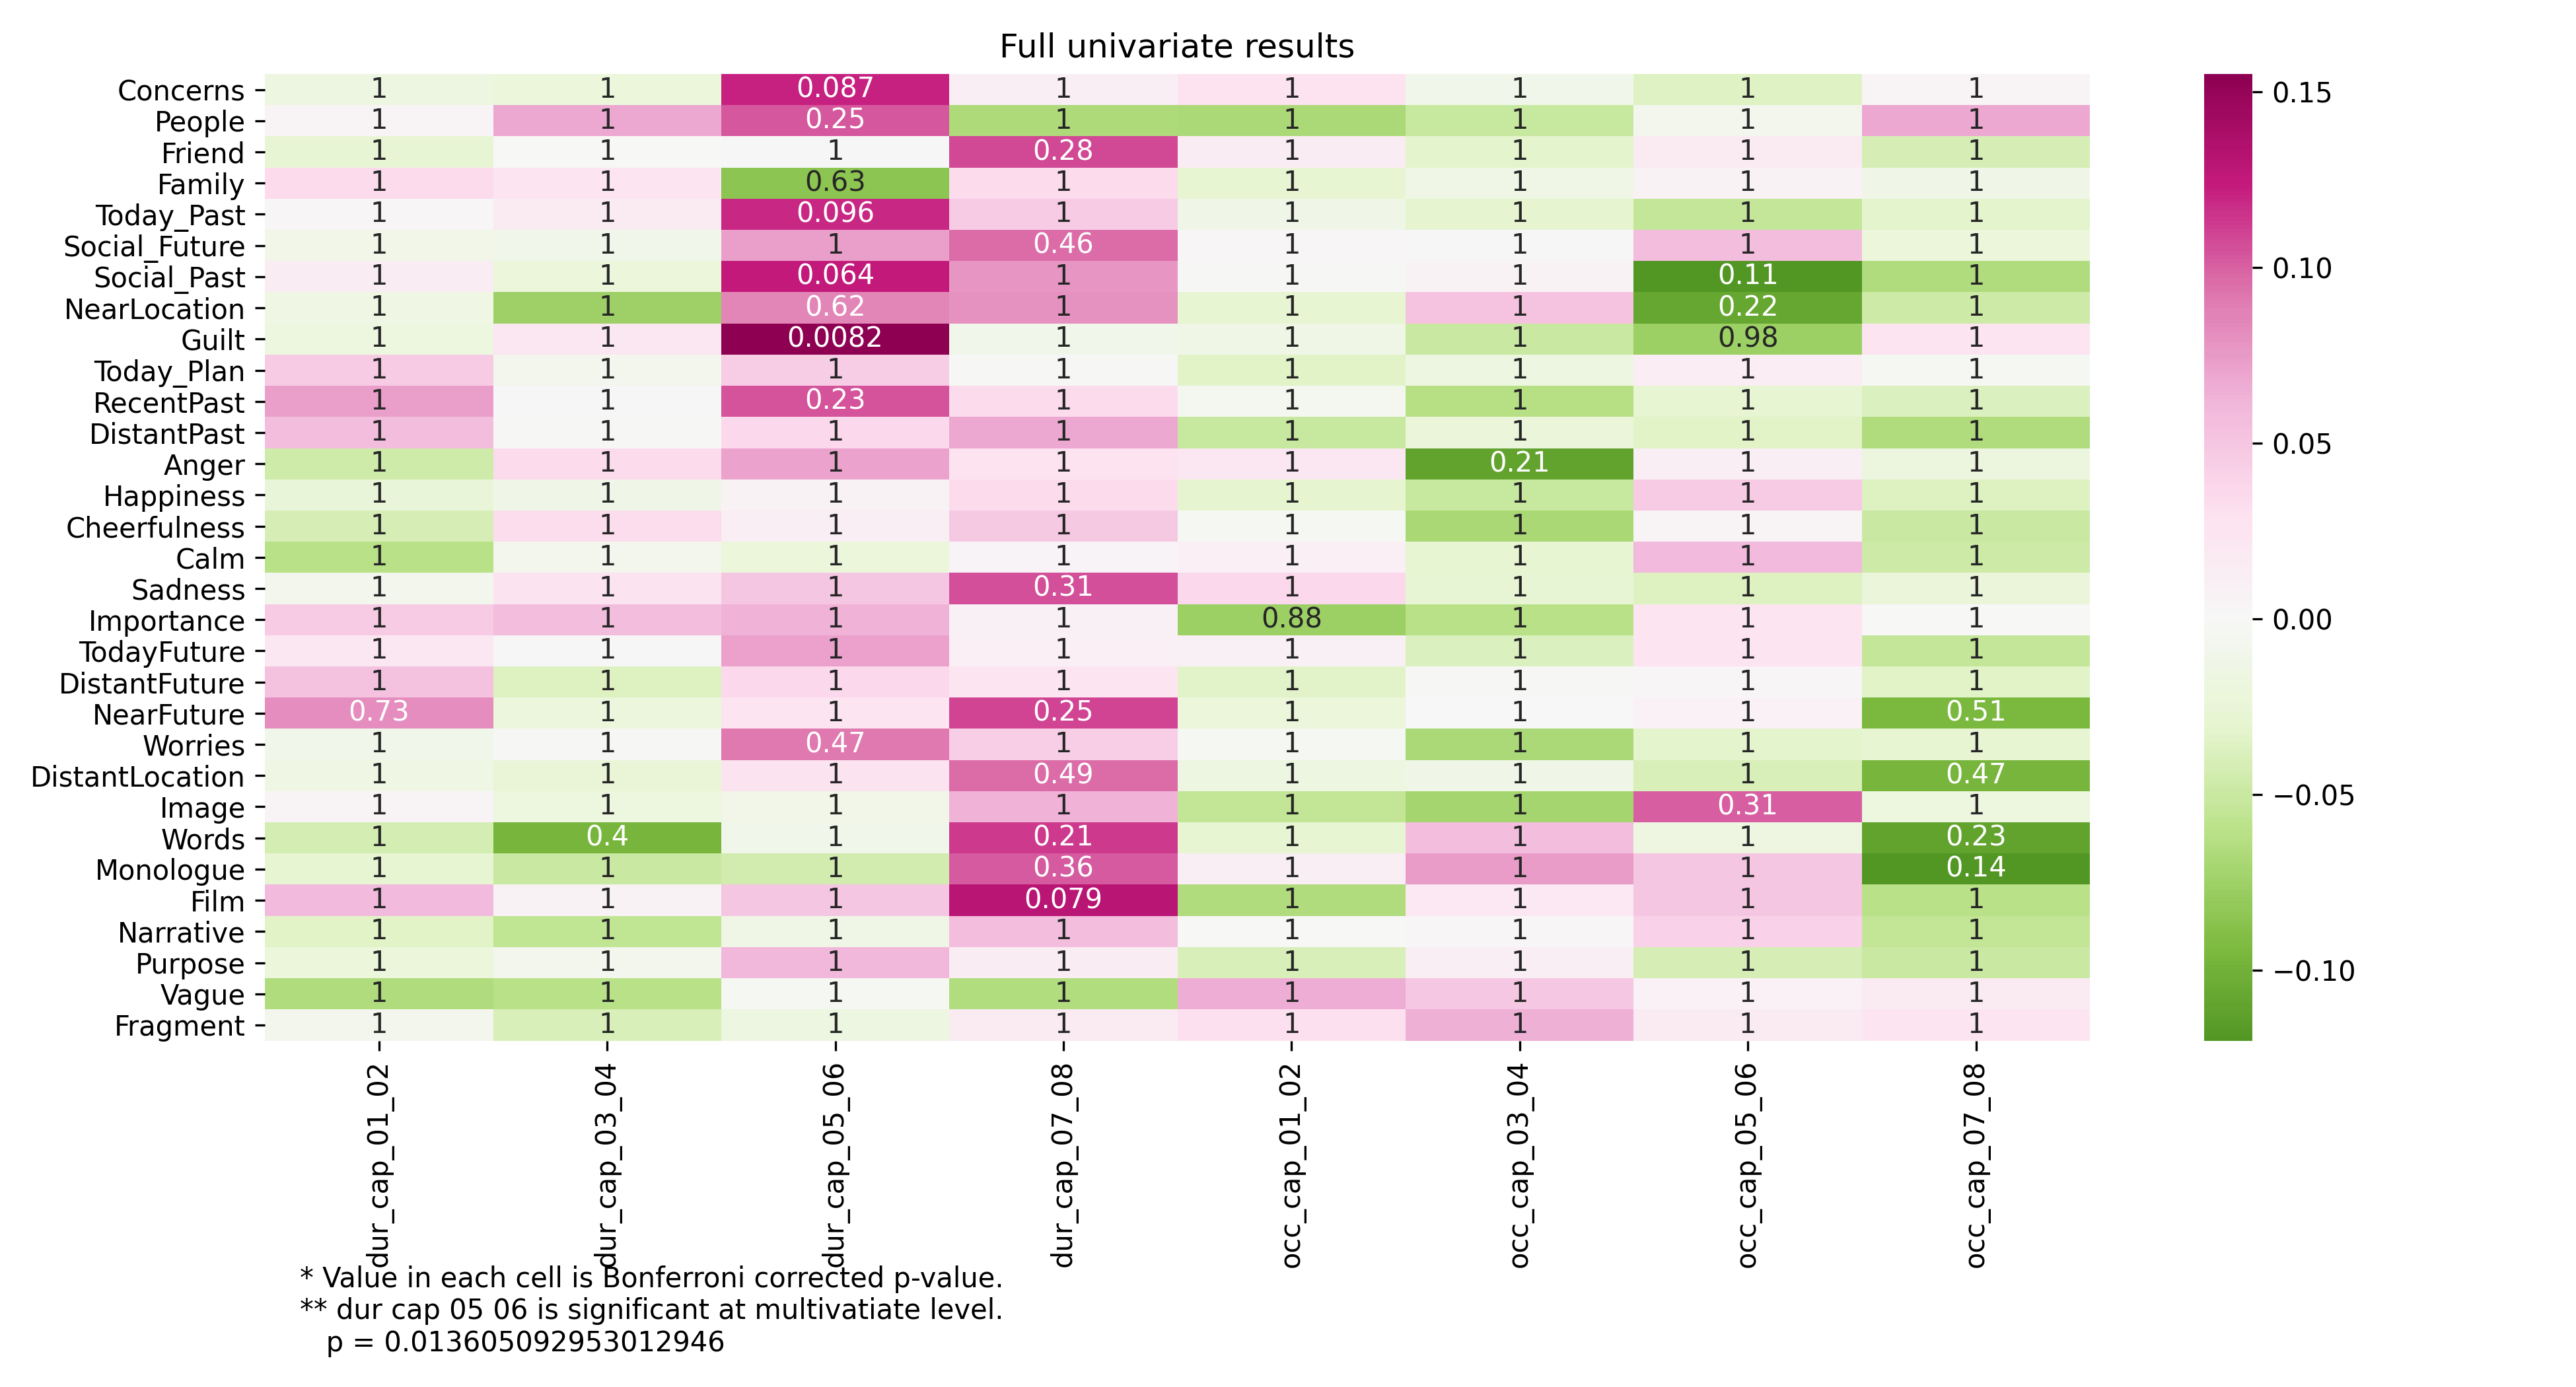 Full univariate results
Concerns 1 1 0.087 1 1 1 1 1 0.15
People 1 1 0.25 1 1 1 1 1
Friend 1 1 1 0.28 1 1 1 1
Family 1 1 0.63 1 1 1 1 1
Today_Past 1 1 0.096 1 1 1 1 1
Social_Future 1 1 1 0.46 1 1 1 1
Social_Past 1 1 0.064 1 1 1 0.11 1 0.10
NearLocation 1 1 0.62 1 1 1 0.22 1
Guilt 1 1 0.0082 1 1 1 0.98 1
Today_Plan 1 1 1 1 1 1 1 1
RecentPast 1 1 0.23 1 1 1 1 1
DistantPast 1 1 1 1 1 1 1 1 0.05
Anger 1 1 1 1 1 0.21 1 1
Happiness 1 1 1 1 1 1 1 1
Cheerfulness 1 1 1 1 1 1 1 1
Calm 1 1 1 1 1 1 1 1
Sadness 1 1 1 0.31 1 1 1 1
Importance 1 1 1 1 0.88 1 1 1 0.00
TodayFuture 1 1 1 1 1 1 1 1
DistantFuture 1 1 1 1 1 1 1 1
NearFuture 0.73 1 1 0.25 1 1 1 0.51
Worries 1 1 0.47 1 1 1 1 1
DistantLocation 1 1 1 0.49 1 1 1 0.47
Image 1 1 1 1 1 1 0.31 1 −0.05
Words 1 0.4 1 0.21 1 1 1 0.23
Monologue 1 1 1 0.36 1 1 1 0.14
Film 1 1 1 0.079 1 1 1 1
Narrative 1 1 1 1 1 1 1 1
Purpose 1 1 1 1 1 1 1 1 −0.10
Vague 1 1 1 1 1 1 1 1
Fragment 1 1 1 1 1 1 1 1
dur_cap_01_02
dur_cap_03_04
dur_cap_05_06
dur_cap_07_08
occ_cap_01_02
occ_cap_03_04
occ_cap_05_06
occ_cap_07_08
* Value in each cell is Bonferroni corrected p-value.
** dur cap 05 06 is significant at multivatiate level.
p = 0.013605092953012946